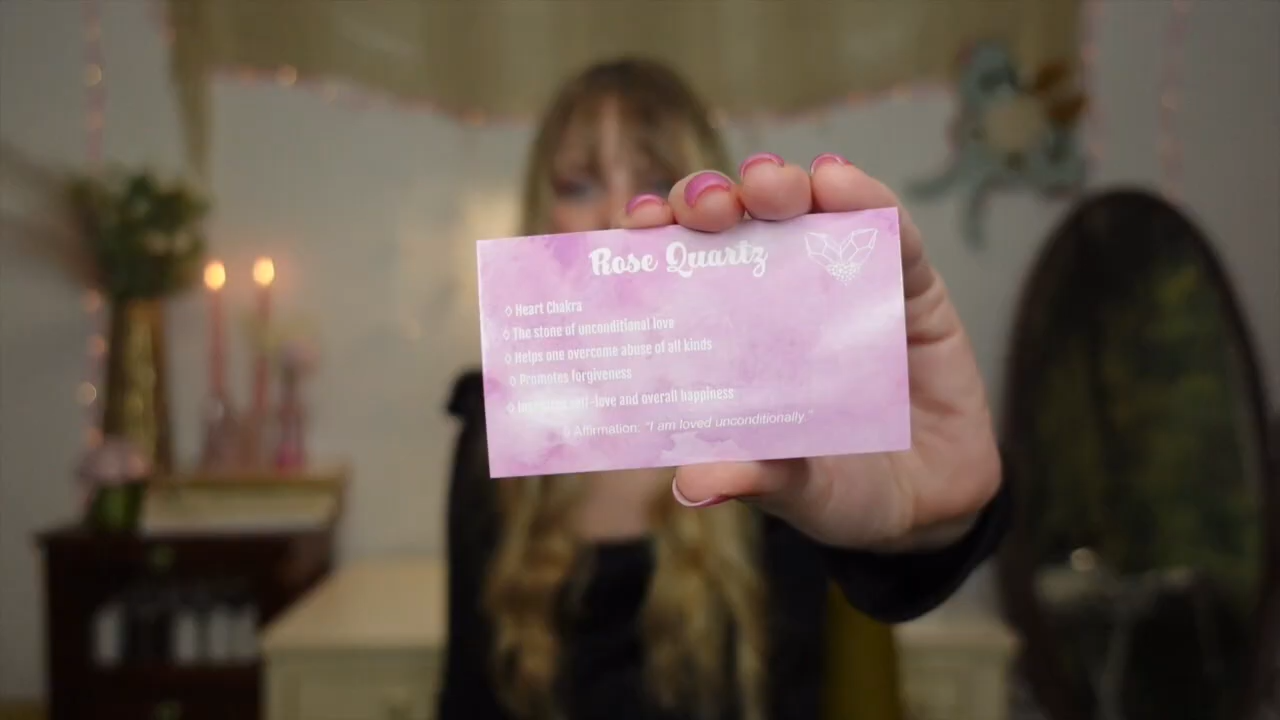 Rose Quartz
◊ Heart Chakra
◊ The stone of unconditional love
◊ Helps one overcome abuse of all kinds
◊ Promotes forgiveness
◊ Increases self-love and overall happiness
◊ Affirmation: "I am loved unconditionally."